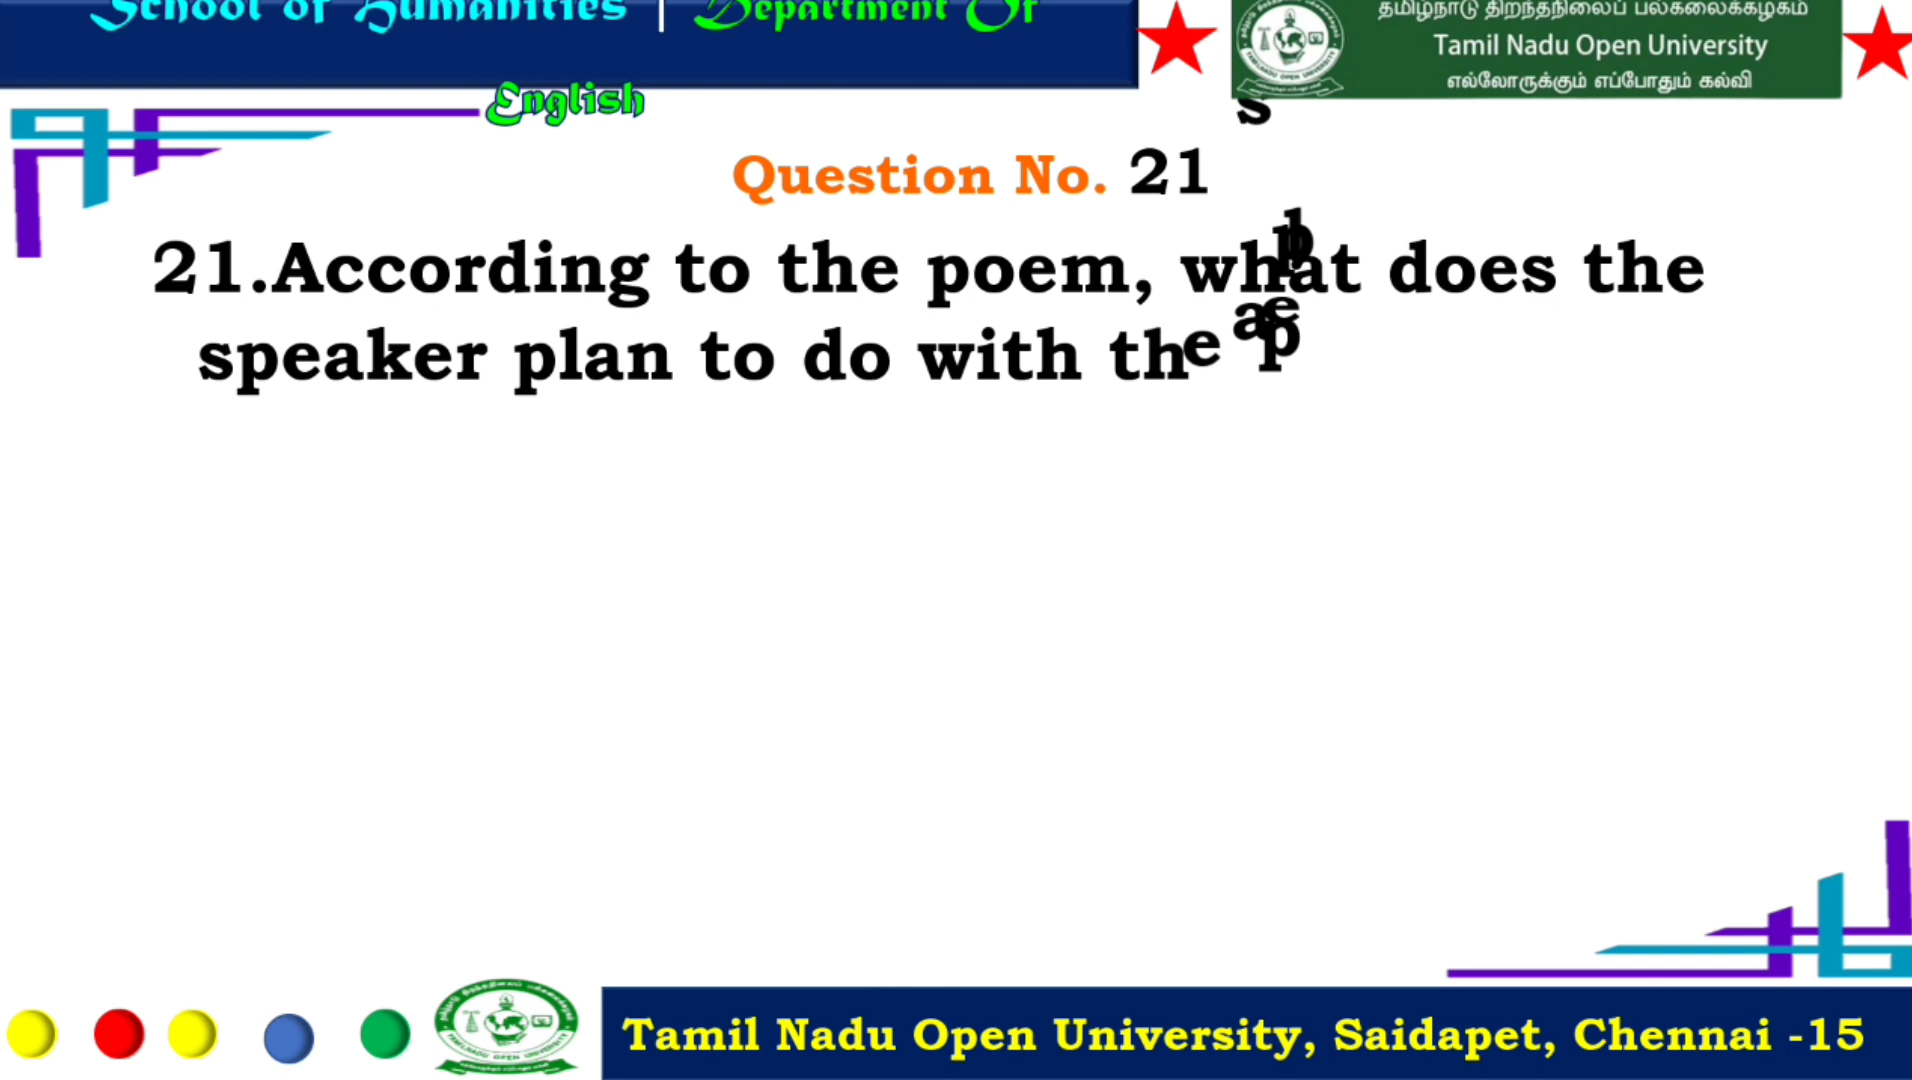 School of Humanities | Department Of
English
தமிழ்நாடு திறந்தநிலைப் பல்கலைக்கழகம்
Tamil Nadu Open University
எல்லோருக்கும் எப்போதும் கல்வி
Question No. 21
21.According to the poem, what does the
speaker plan to do with the
Tamil Nadu Open University, Saidapet, Chennai -15